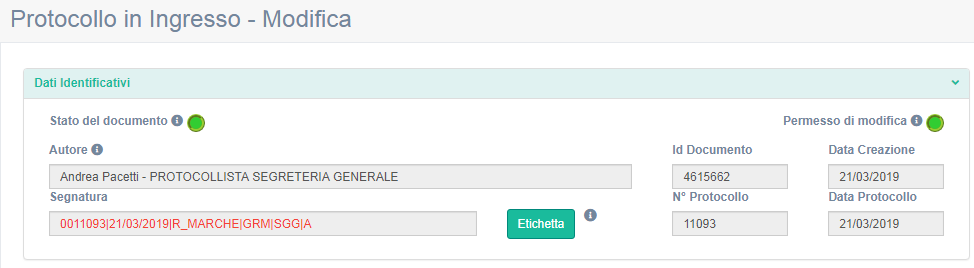 Protocollo in Ingresso - Modifica
Dati Identificativi
Stato del documento Permesso di modifica
Autore Id Documento Data Creazione
Andrea Pacetti - PROTOCOLLISTA SEGRETERIA GENERALE 4615662 21/03/2019
Segnatura N° Protocollo Data Protocollo
0011093|21/03/2019|R_MARCHE|GRM|SGG|A Etichetta 11093 21/03/2019